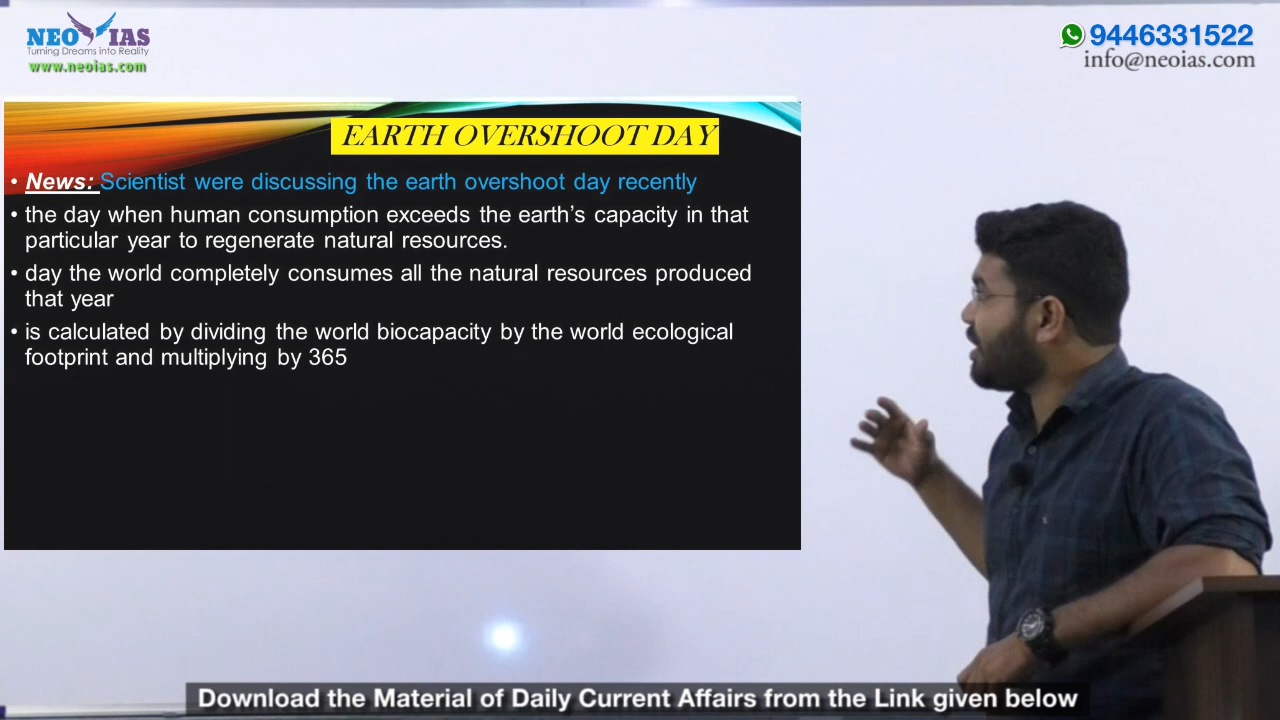 NEO IAS
Turning Dreams into Reality
www.neoias.com
9446331522
info@neoias.com
EARTH OVERSHOOT DAY
• News: Scientist were discussing the earth overshoot day recently
• the day when human consumption exceeds the earth's capacity in that
particular year to regenerate natural resources.
• day the world completely consumes all the natural resources produced
that year
• is calculated by dividing the world biocapacity by the world ecological
footprint and multiplying by 365
Download the Material of Daily Current Affairs from the Link given below